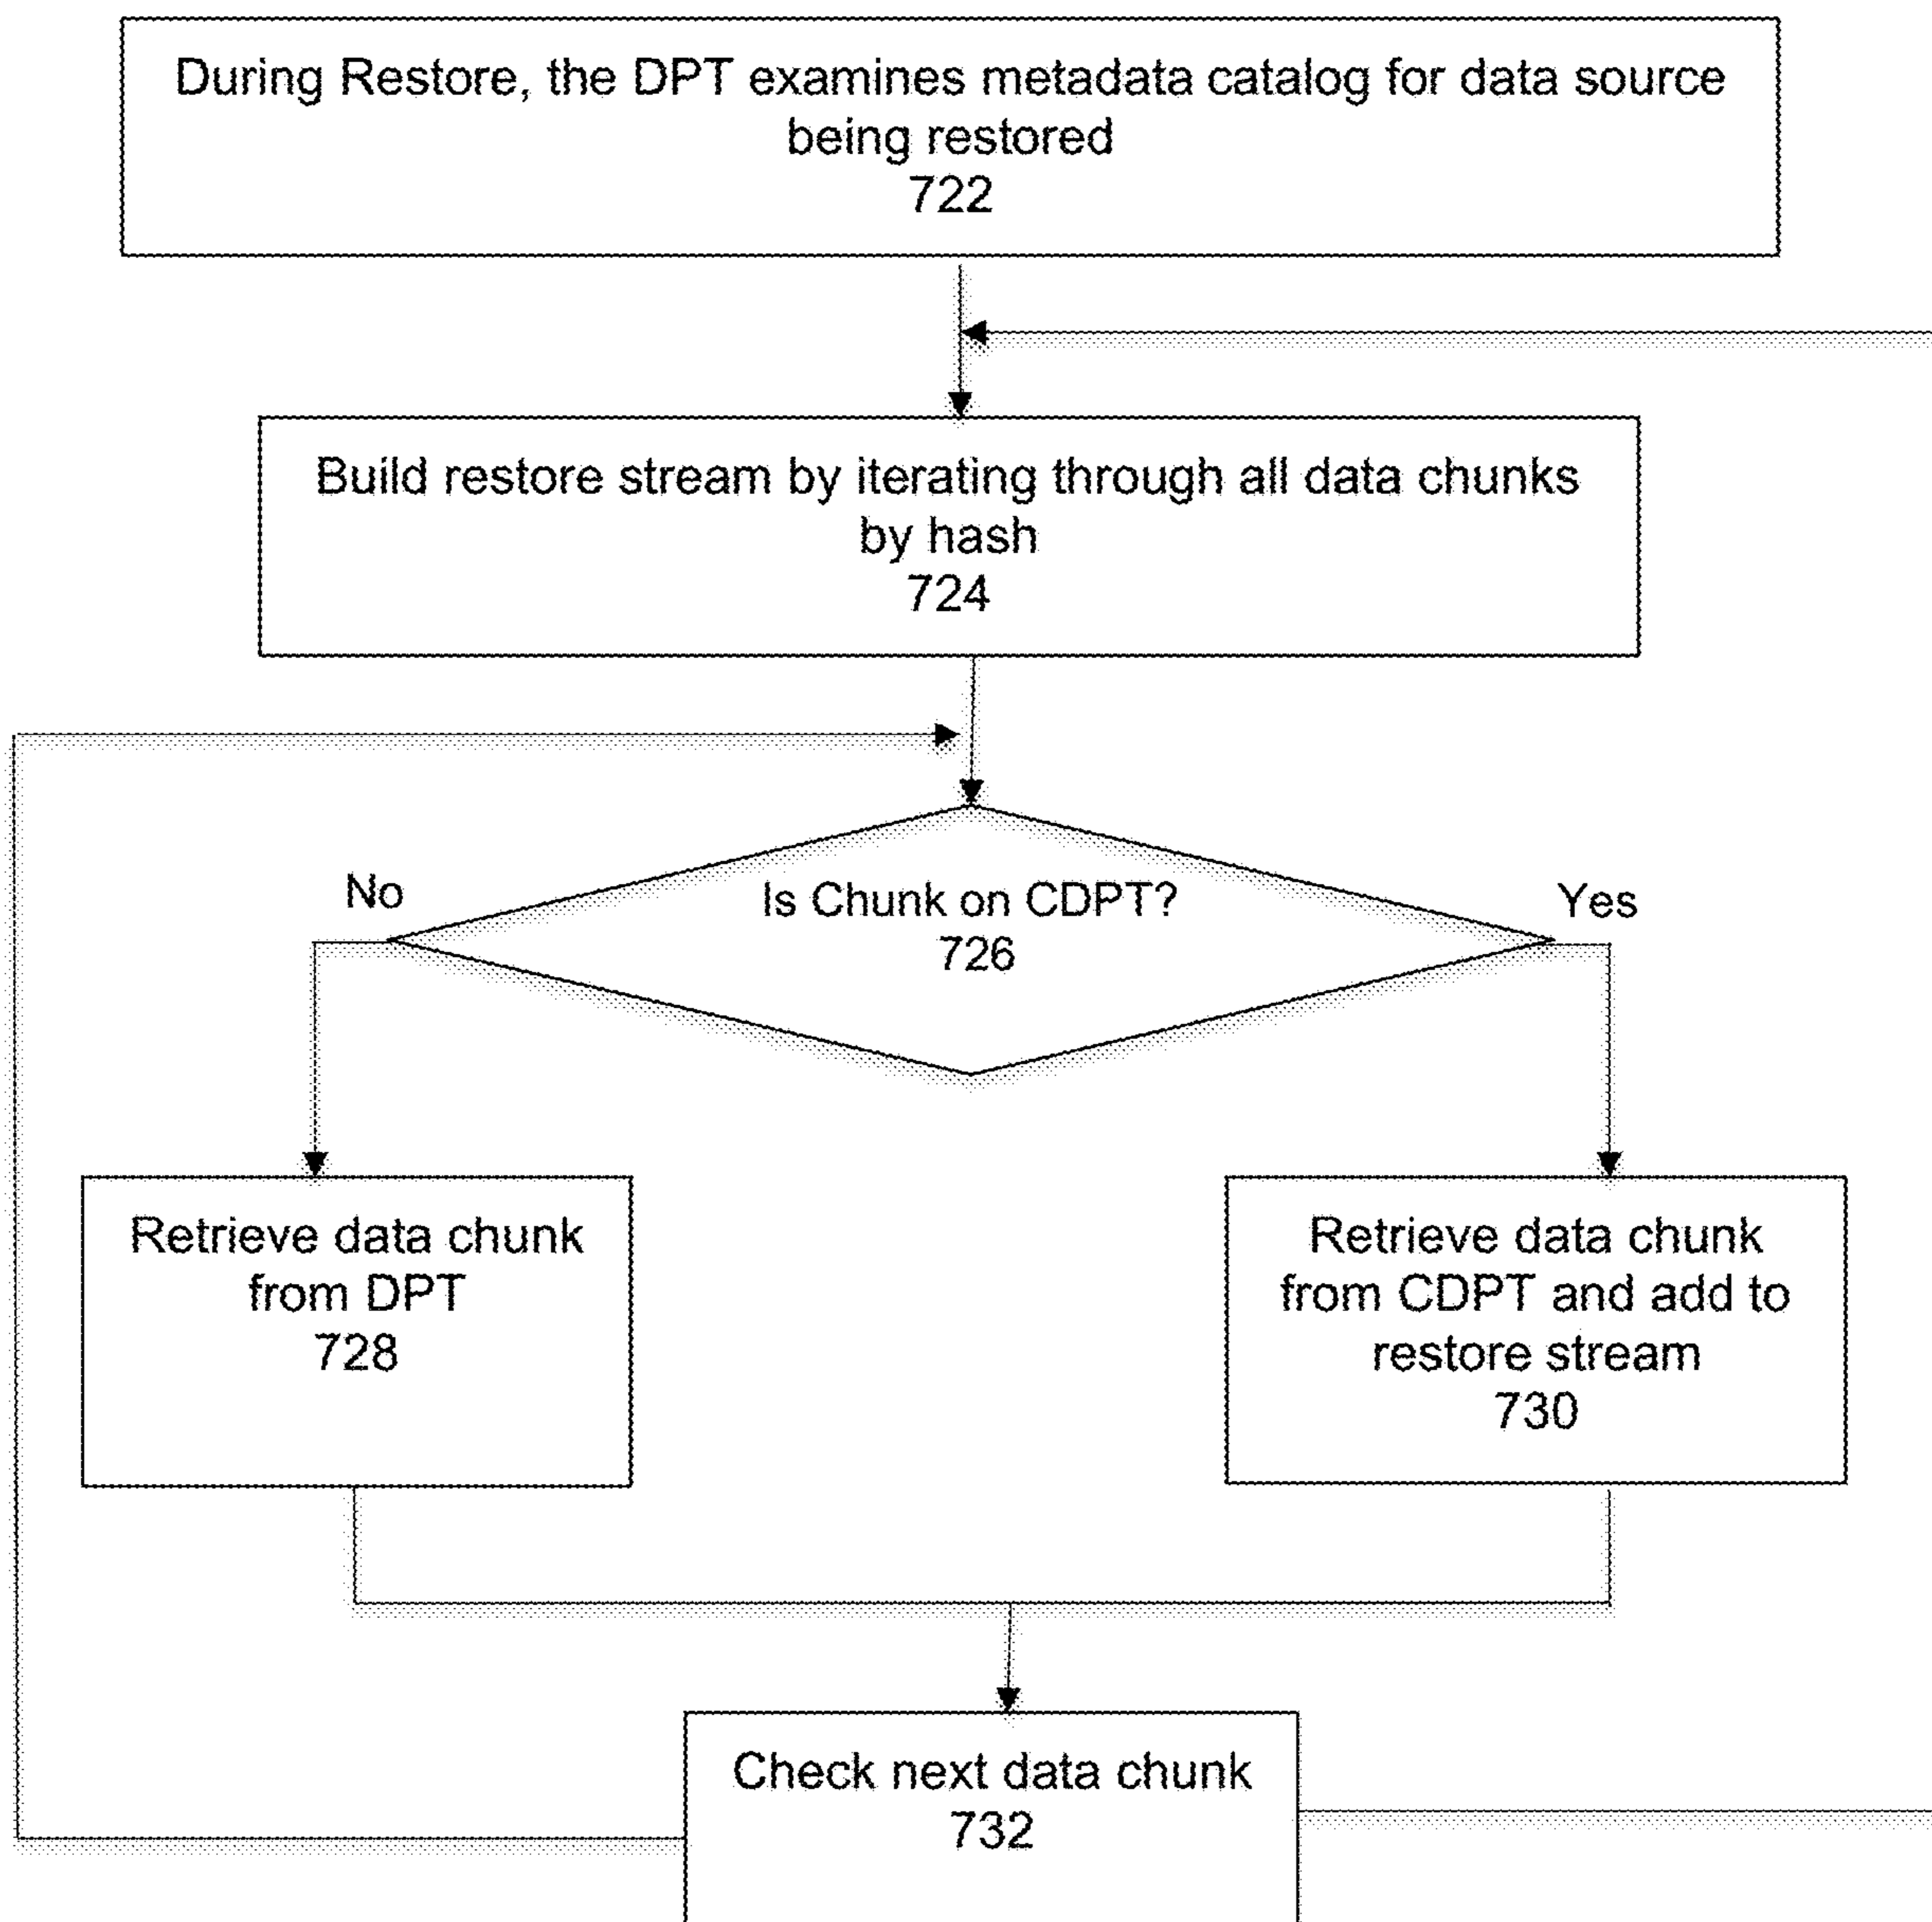 During Restore, the DPT examines metadata catalog for data source
being restored
722
Build restore stream by iterating through all data chunks
by hash
724
No
Is Chunk on CDPT?
726
Yes
Retrieve data chunk
from DPT
728
Retrieve data chunk
from CDPT and add to
restore stream
730
Check next data chunk
732